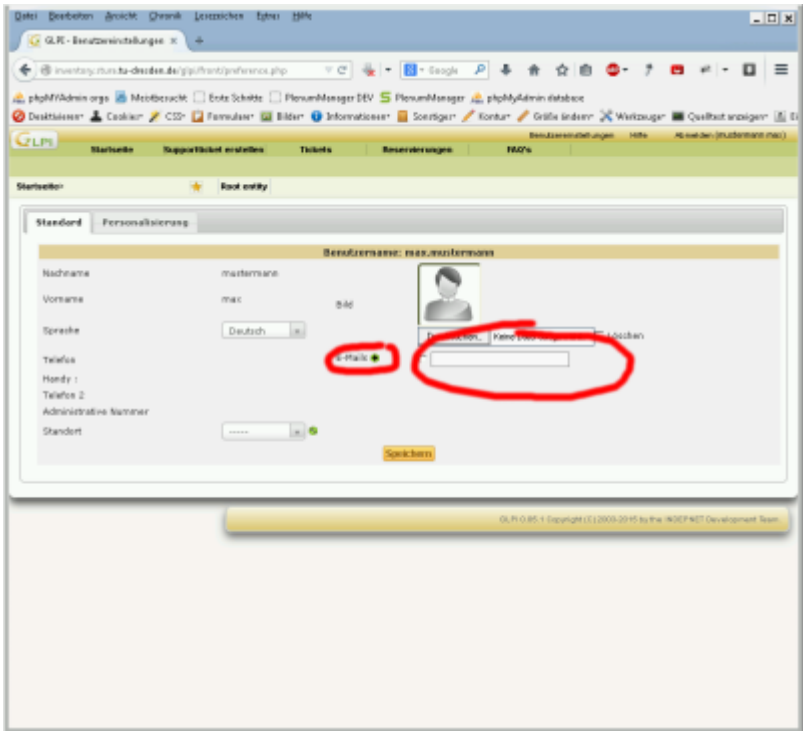 Datei Bearbeiten Ansicht Chronik Lesezeichen Extras Hilfe
GLPI - Benutzereinstellungen × +
inventory.stura.tu-dresden.de/glpi/front/preference.php Google
phpMYAdmin orga Meistbesucht Erste Schritte PlenumManager DEV PlenumManager phpMyAdmin database
Deaktivieren Cookies CSS Formulare Bilder Informationen Sonstiges Kontur Größe ändern Werkzeuge Quelltext anzeigen
GLPI
Benutzereinstellungen Hilfe Abmelden (mustermann max)
Startseite Supportticket erstellen Tickets Reservierungen FAQ's
Startseite Root entity
Standard Personalisierung
Benutzername: max.mustermann
Nachname mustermann
Vorname max Bild
Sprache Deutsch Keine Löschen
Telefon E-Mails
Handy :
Telefon 2
Administrative Nummer
Standort -----
Speichern
GLPI 0.85.1 Copyright (C) 2003-2015 by the INDEPNET Development Team.